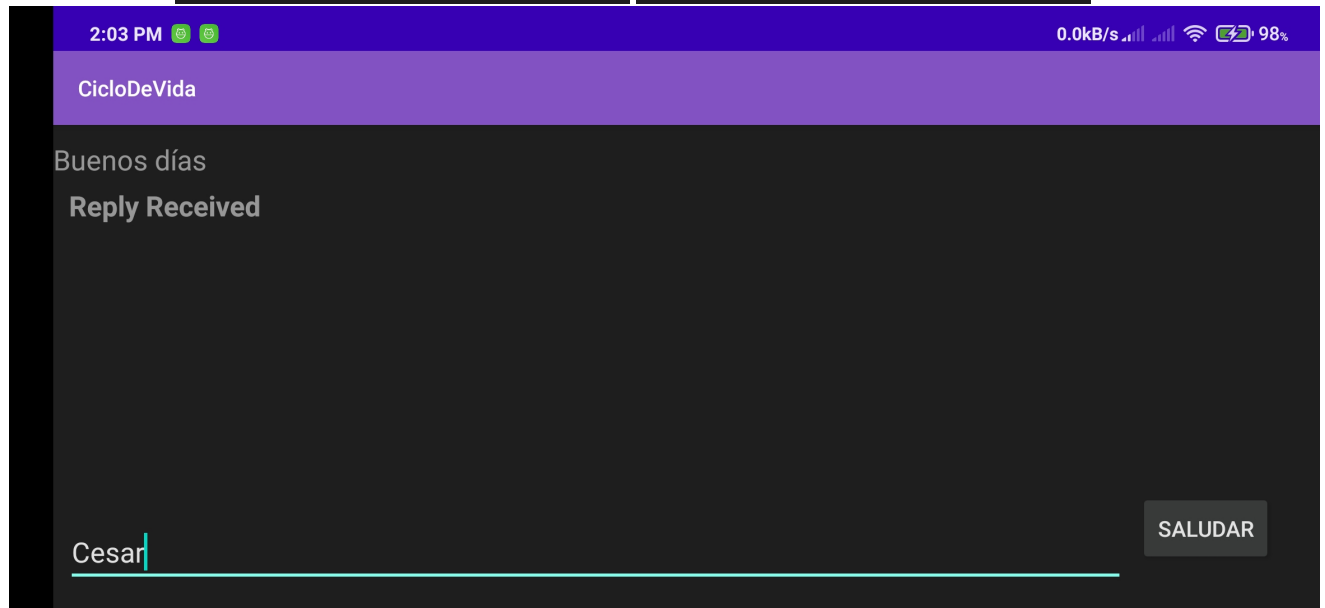 2:03 PM 0.0kB/s 98%
CicloDeVida
Buenos días
Reply Received
SALUDAR
Cesar